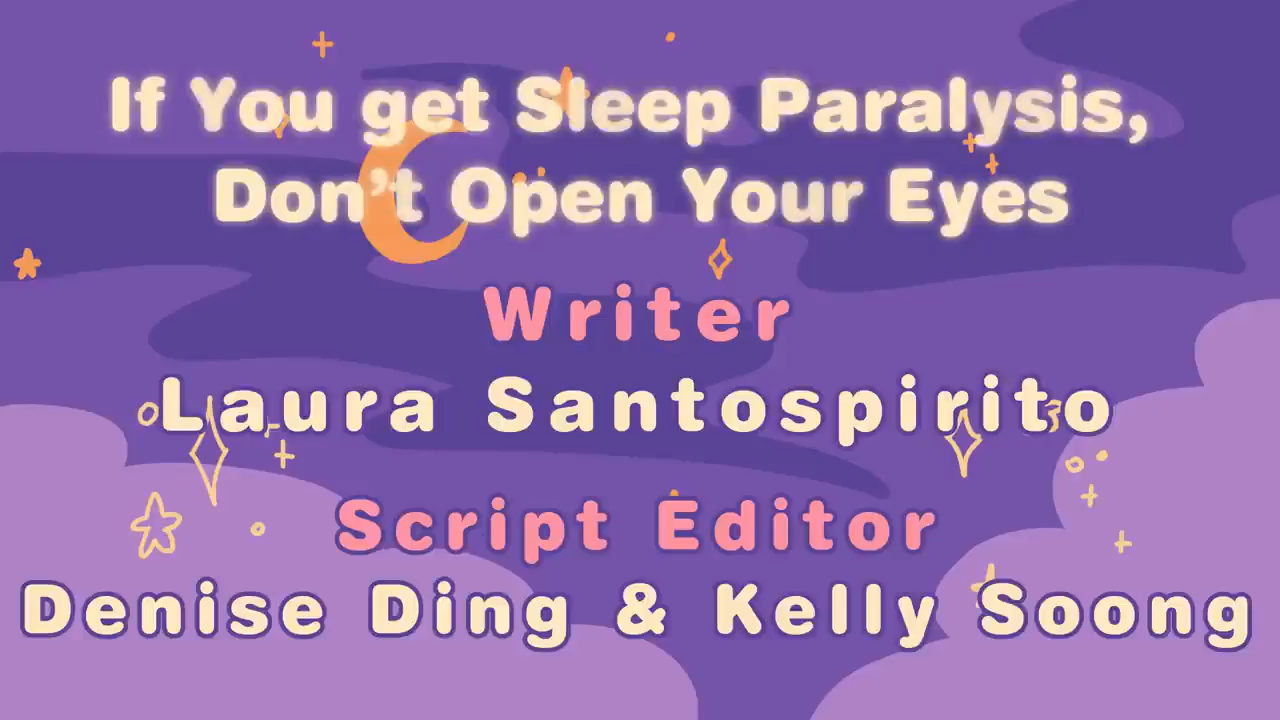 If You get Sleep Paralysis,
Don't Open Your Eyes
Writer
Laura Santospirito
Script Editor
Denise Ding & Kelly Soong